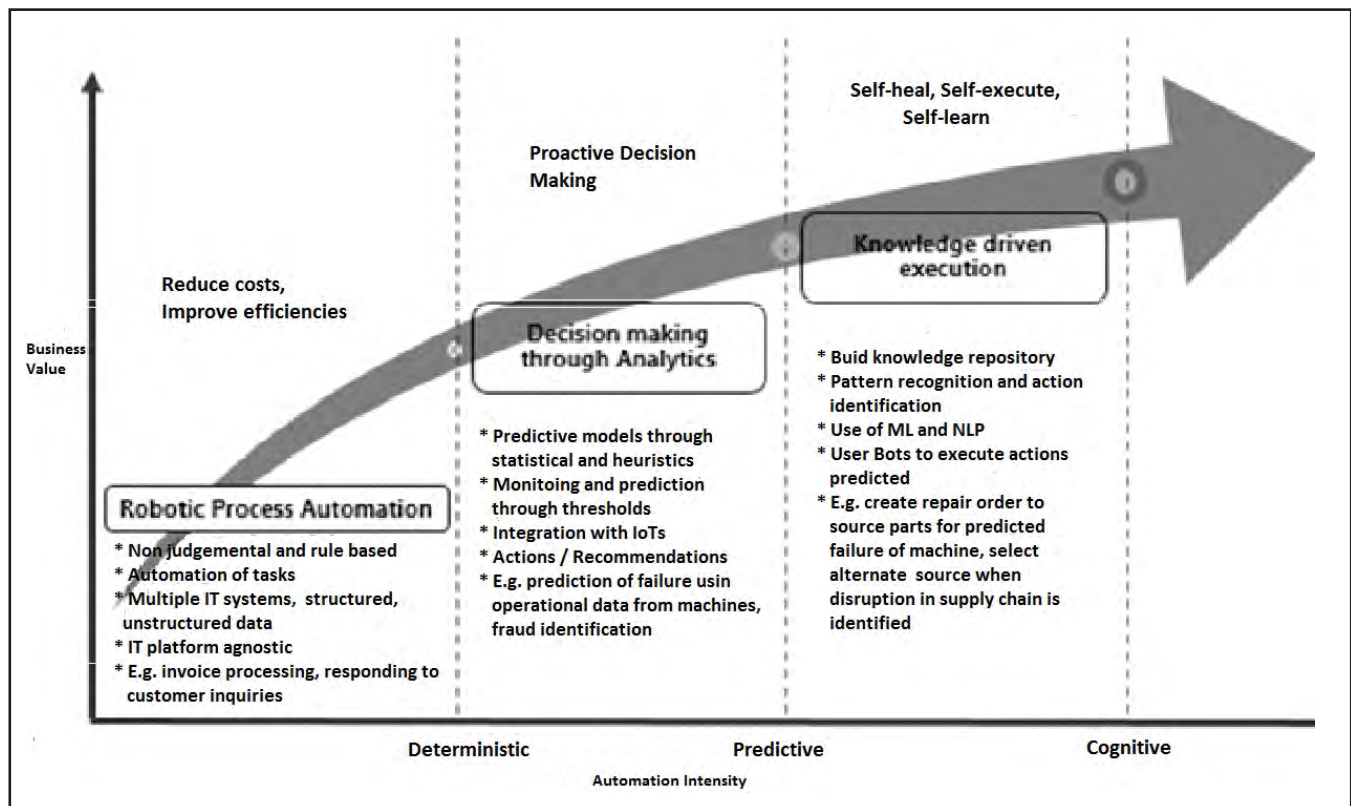 Self-heal, Self-execute,
Self-learn
Proactive Decision
Making
Knowledge driven
execution
Reduce costs,
Improve efficiencies
Decision making
through Analytics
Business
Value
* Buid knowledge repository
* Pattern recognition and action
identification
* Use of ML and NLP
* User Bots to execute actions
predicted
* E.g. create repair order to
source parts for predicted
failure of machine, select
alternate source when
disruption in supply chain is
identified
* Predictive models through
statistical and heuristics
* Monitoing and prediction
through thresholds
* Integration with IoTs
* Actions / Recommendations
* E.g. prediction of failure usin
operational data from machines,
fraud identification
Robotic Process Automation
* Non judgemental and rule based
* Automation of tasks
* Multiple IT systems, structured,
unstructured data
* IT platform agnostic
* E.g. invoice processing, responding to
customer inquiries
Deterministic
Predictive
Cognitive
Automation Intensity